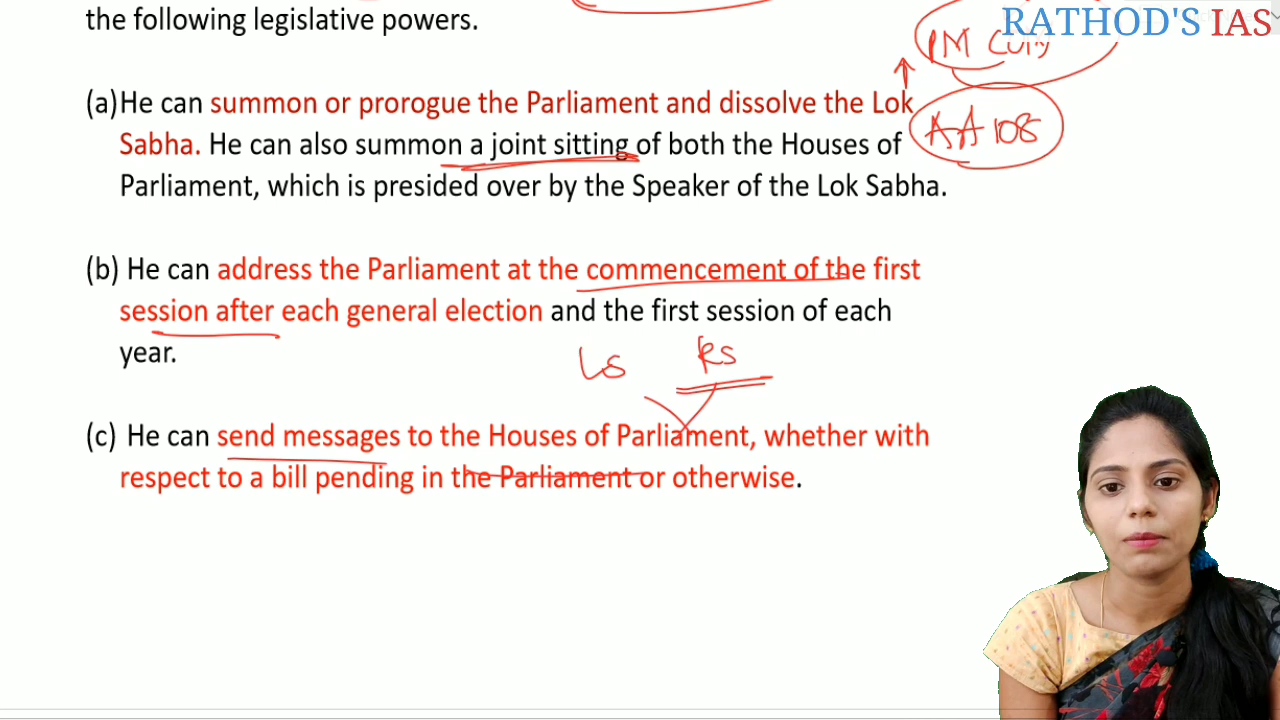 the following legislative powers.
RATHOD'S IAS
PM
(a)He can summon or prorogue the Parliament and dissolve the Lok
AA 108
Sabha. He can also summon a joint sitting of both the Houses of
Parliament, which is presided over by the Speaker of the Lok Sabha.
(b) He can address the Parliament at the commencement of the first
session after each general election and the first session of each
year.
LS RS
(c) He can send messages to the Houses of Parliament, whether with
respect to a bill pending in the Parliament or otherwise.